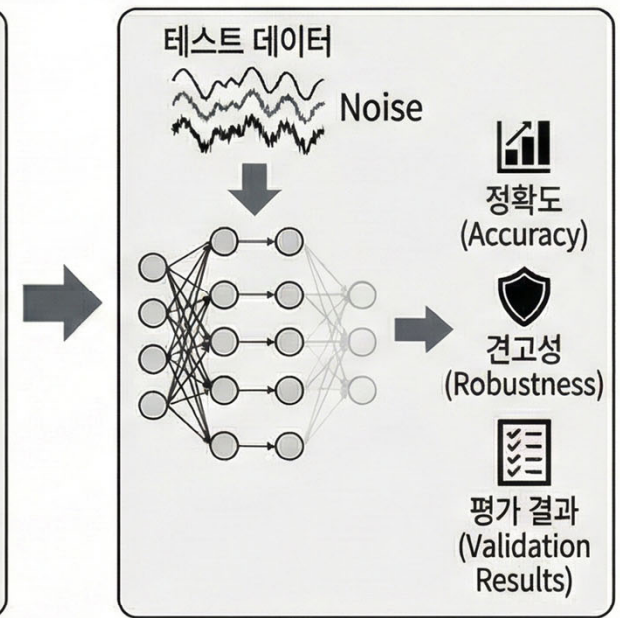 테스트 데이터
Noise
정확도
(Accuracy)
견고성
(Robustness)
평가 결과
(Validation
Results)